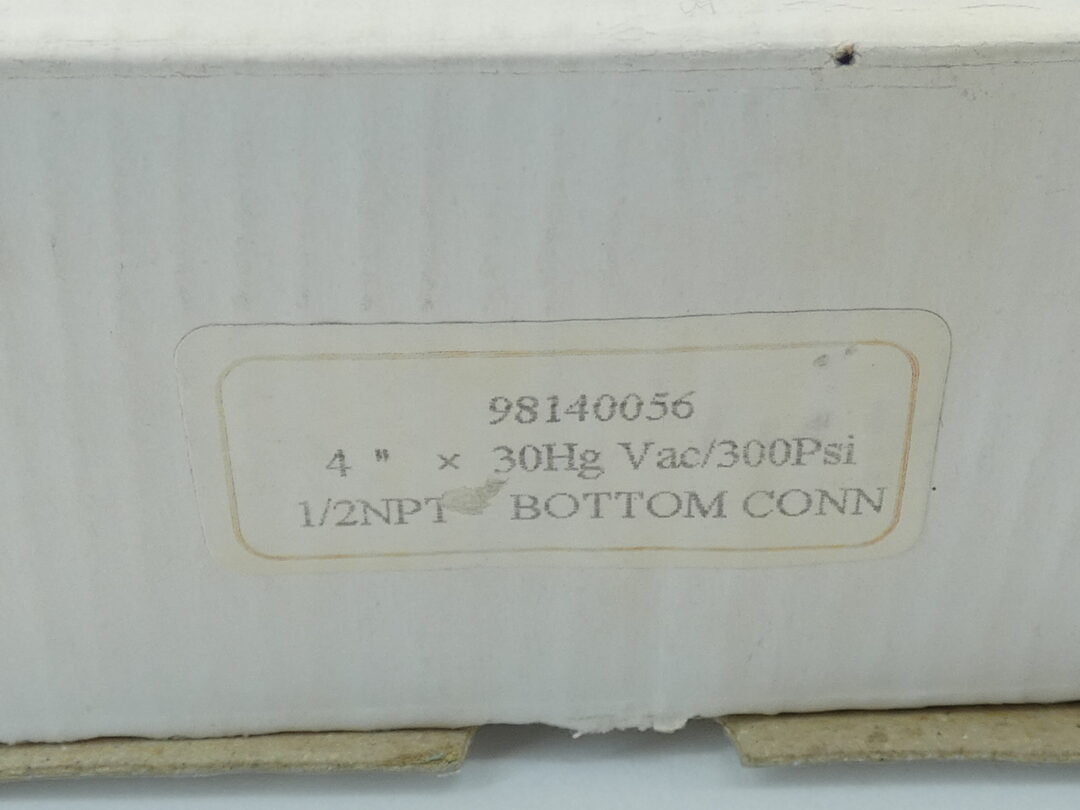 98140056
4 " × 30Hg Vac/300Psi
1/2NPT BOTTOM CONN